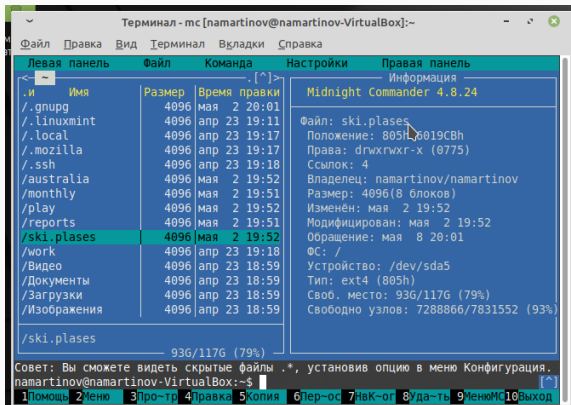 Терминал - mc [namartinov@namartinov-VirtualBox]:~
Файл Правка Вид Терминал Вкладки Справка
Левая панель Файл Команда Настройки Правая панель
<- ~ .[^]> Информация
.и Имя Размер Время правки Midnight Commander 4.8.24
/.gnupg 4096 мая 2 20:01
/.linuxmint 4096 апр 23 19:11 Файл: ski.plases
/.local 4096 апр 23 19:17 Положение: 805h:6019CBh
/.mozilla 4096 апр 23 19:17 Права: drwxrwxr-x (0775)
/.ssh 4096 апр 23 19:18 Ссылок: 4
/australia 4096 мая 2 19:52 Владелец: namartinov/namartinov
/monthly 4096 мая 2 19:51 Размер: 4096(8 блоков)
/play 4096 мая 2 19:52 Изменён: мая 2 19:52
/reports 4096 мая 2 19:51 Модифицирован: мая 2 19:52
/ski.plases 4096 мая 2 19:52 Обращение: мая 8 20:01
/work 4096 апр 23 19:18 ФС: /
/Видео 4096 апр 23 18:59 Устройство: /dev/sda5
/Документы 4096 апр 23 18:59 Тип: ext4 (805h)
/Загрузки 4096 апр 23 18:59 Своб. место: 93G/117G (79%)
/Изображения 4096 апр 23 18:59 Свободно узлов: 7288866/7831552 (93%)
/ski.plases
93G/117G (79%)
Совет: Вы сможете видеть скрытые файлы .*, установив опцию в меню Конфигурация.
namartinov@namartinov-VirtualBox:~$ [^]
1Помощь 2Меню 3Про~тр 4Правка 5Копия 6Пер~ос 7НвК~ог 8Уда~ть 9МенюMC 10Выход